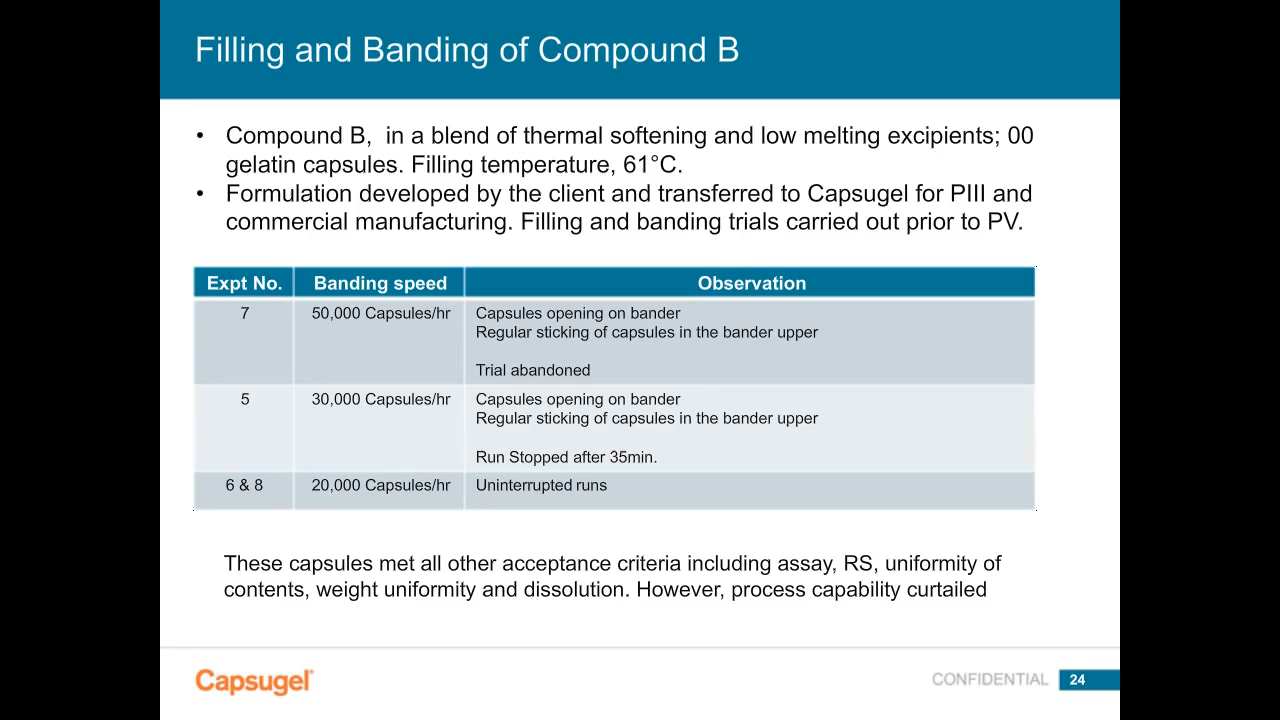 Filling and Banding of Compound B
• Compound B,  in a blend of thermal softening and low melting excipients; 00
gelatin capsules. Filling temperature, 61°C.
• Formulation developed by the client and transferred to Capsugel for PIII and
commercial manufacturing. Filling and banding trials carried out prior to PV.
Expt No. Banding speed Observation
7 50,000 Capsules/hr Capsules opening on bander
Regular sticking of capsules in the bander upper
Trial abandoned
5 30,000 Capsules/hr Capsules opening on bander
Regular sticking of capsules in the bander upper
Run Stopped after 35min.
6 & 8 20,000 Capsules/hr Uninterrupted runs
These capsules met all other acceptance criteria including assay, RS, uniformity of
contents, weight uniformity and dissolution. However, process capability curtailed
Capsugel®
CONFIDENTIAL 24